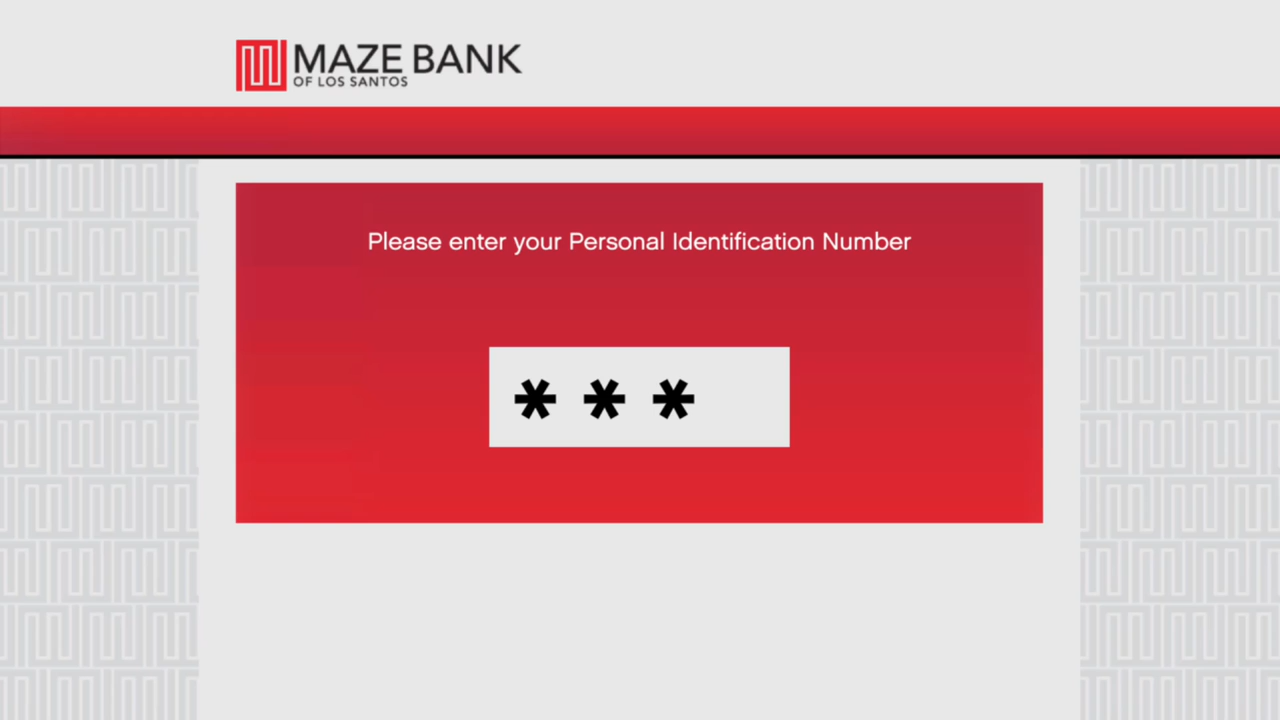 MAZE BANK
OF LOS SANTOS
Please enter your Personal Identification Number
* * *